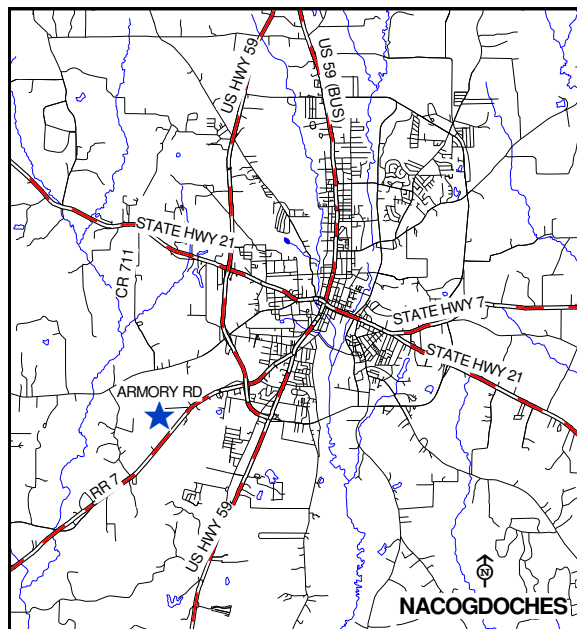 US HWY 59
US 59 (BUS)
STATE HWY 21
CR 711
STATE HWY 7
STATE HWY 21
ARMORY RD
RR 7
US HWY 59
N
NACOGDOCHES